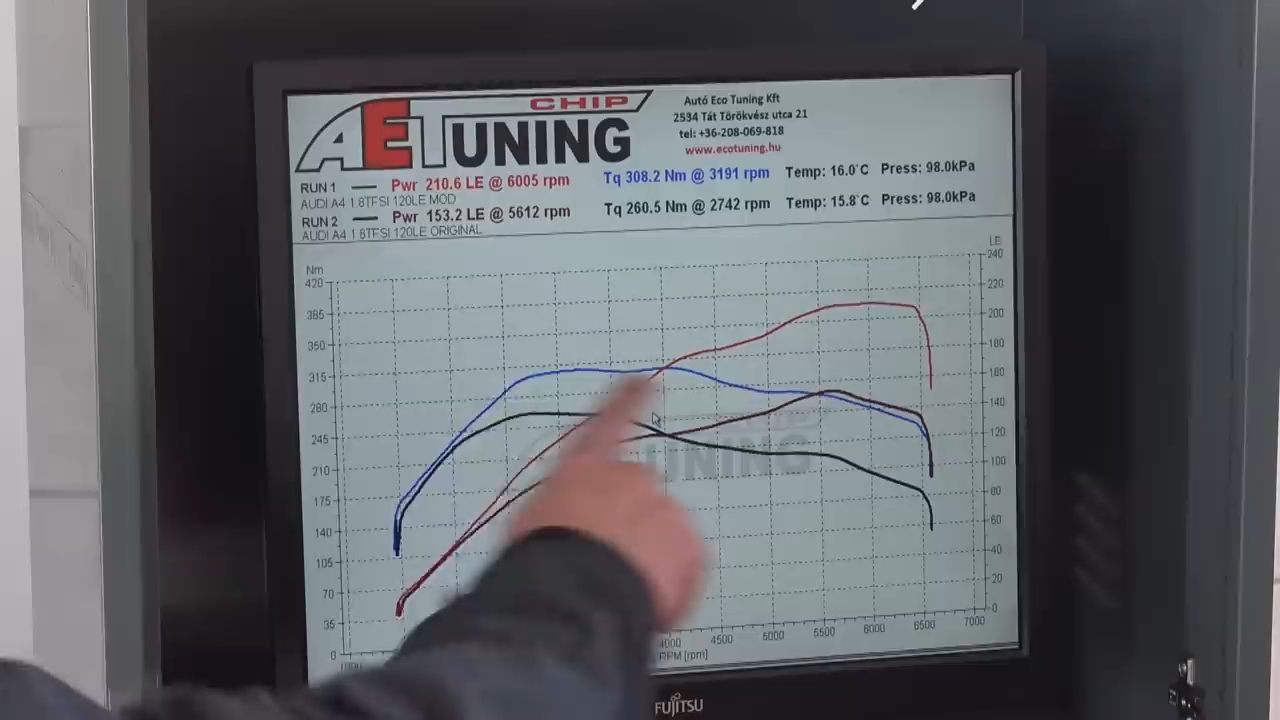 CHIP
AETUNING
Autó Eco Tuning Kft
2534 Tát Törökvész utca 21
tel: +36-208-069-818
www.ecotuning.hu
RUN 1 Pwr 210.6 LE @ 6005 rpm Tq 308.2 Nm @ 3191 rpm Temp: 16.0°C Press: 98.0kPa
AUDI A4 1.8TFSI 120LE MOD
RUN 2 Pwr 153.2 LE @ 5612 rpm Tq 260.5 Nm @ 2742 rpm Temp: 15.8°C Press: 98.0kPa
AUDI A4 1.8TFSI 120LE ORIGINAL
Nm LE
420 240
385 220
350 200
315 180
280 160
245 140
210 120
175 100
140 80
105 60
70 40
35 20
0 0
UNING
1000 4000 4500 5000 5500 6000 6500 7000
RPM [rpm]
FUJITSU